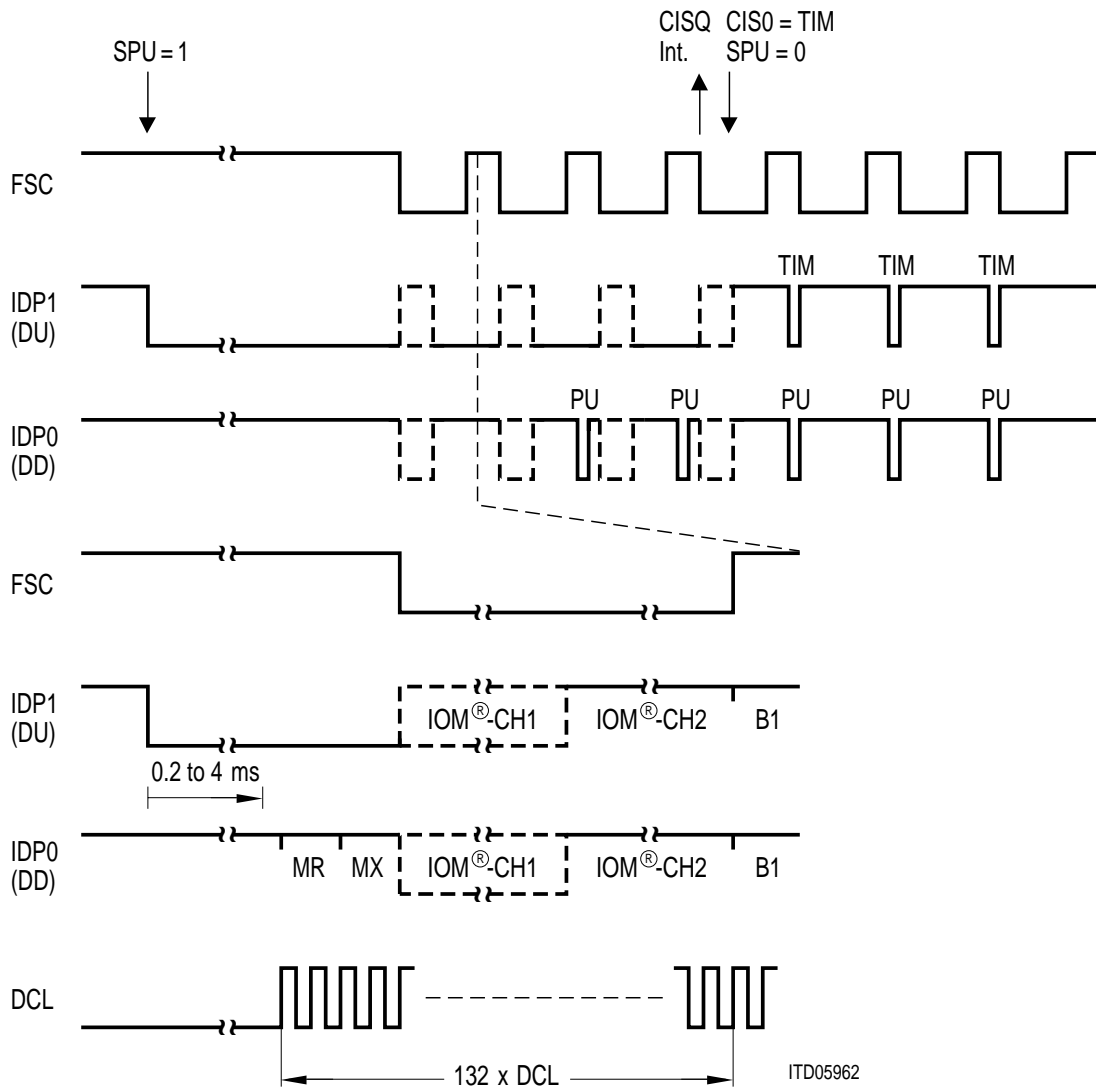 SPU = 1
CISQ CIS0 = TIM
Int. SPU = 0
FSC
IDP1
(DU)
TIM TIM TIM
IDP0
(DD)
PU PU PU PU PU
FSC
IDP1
(DU)
IOM®-CH1 IOM®-CH2 B1
0.2 to 4 ms
IDP0
(DD)
MR MX IOM®-CH1 IOM®-CH2 B1
DCL
132 x DCL
ITD05962